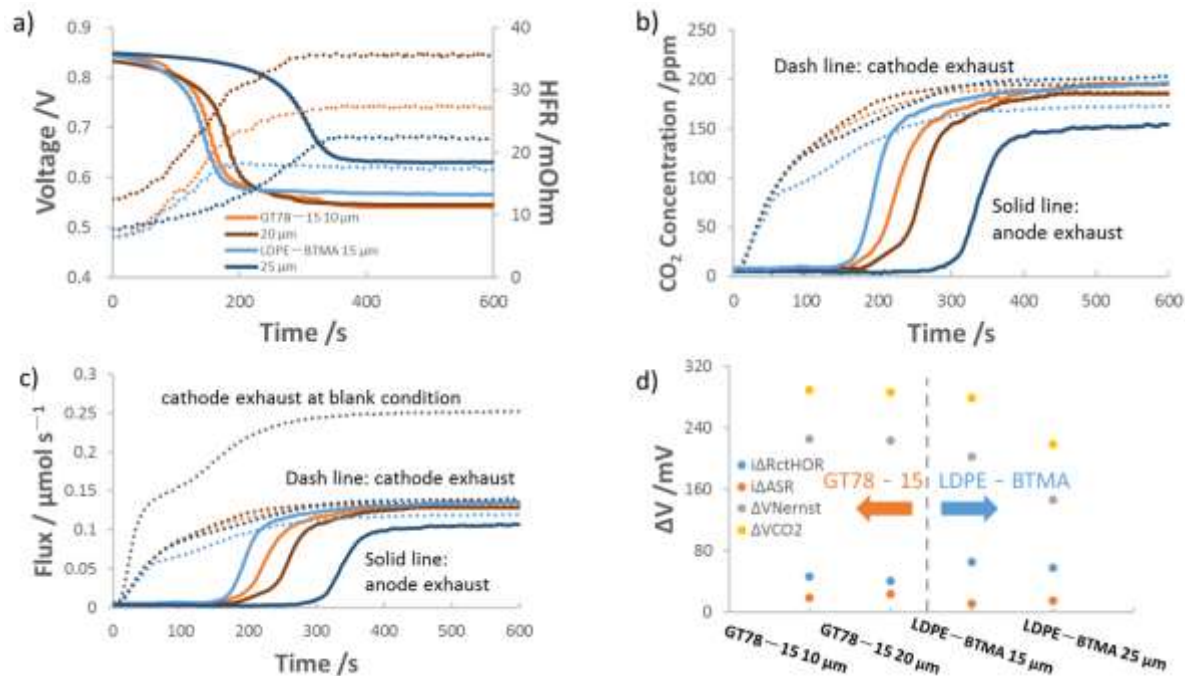 a)
0.9
0.8
0.7
0.6
0.5
0.4
Voltage /V
40
30
20
10
0
HFR / mOhm
GT78－15 10 μm
20 μm
LDPE－BTMA 15 μm
25 μm
0
200
400
600
Time /s
b)
250
200
150
100
50
0
CO₂ Concentration /ppm
Dash line: cathode exhaust
Solid line:
anode exhaust
0
100
200
300
400
500
600
Time /s
c)
0.3
0.25
0.2
0.15
0.1
0.05
0
Flux / μmol s⁻¹
cathode exhaust at blank condition
Dash line: cathode exhaust
Solid line:
anode exhaust
0
100
200
300
400
500
600
Time /s
d)
320
240
160
80
0
ΔV /mV
iΔRctHOR
iΔASR
ΔVNernst
ΔVCO2
GT78 - 15
LDPE - BTMA
GT78－15 10 μm
GT78－15 20 μm
LDPE－BTMA 15 μm
LDPE－BTMA 25 μm